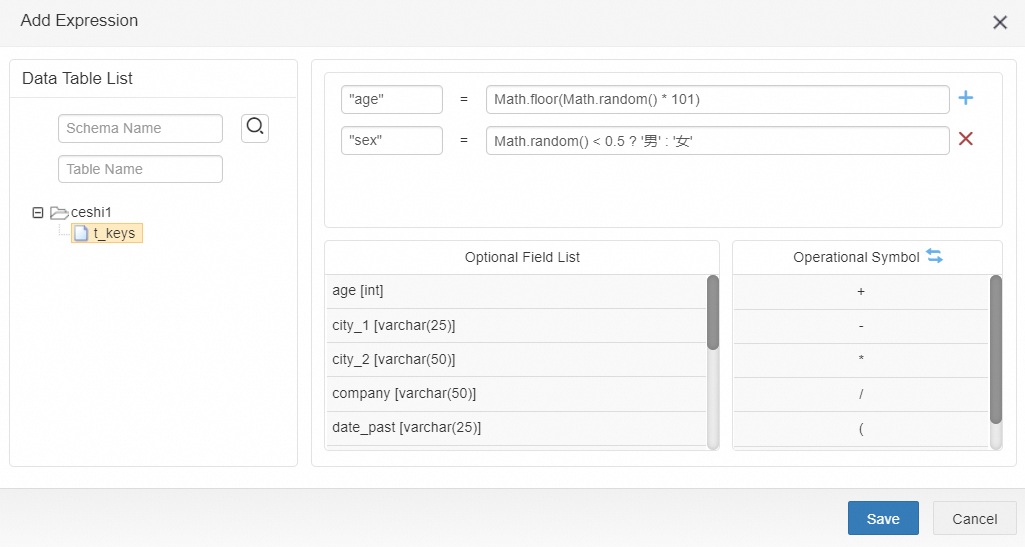 Add Expression
Data Table List
Schema Name
Table Name
ceshi1
t_keys
"age" = Math.floor(Math.random() * 101)
"sex" = Math.random() < 0.5 ? '男' : '女'
Optional Field List
age [int]
city_1 [varchar(25)]
city_2 [varchar(50)]
company [varchar(50)]
date_past [varchar(25)]
Operational Symbol
+
-
*
/
(
Save
Cancel